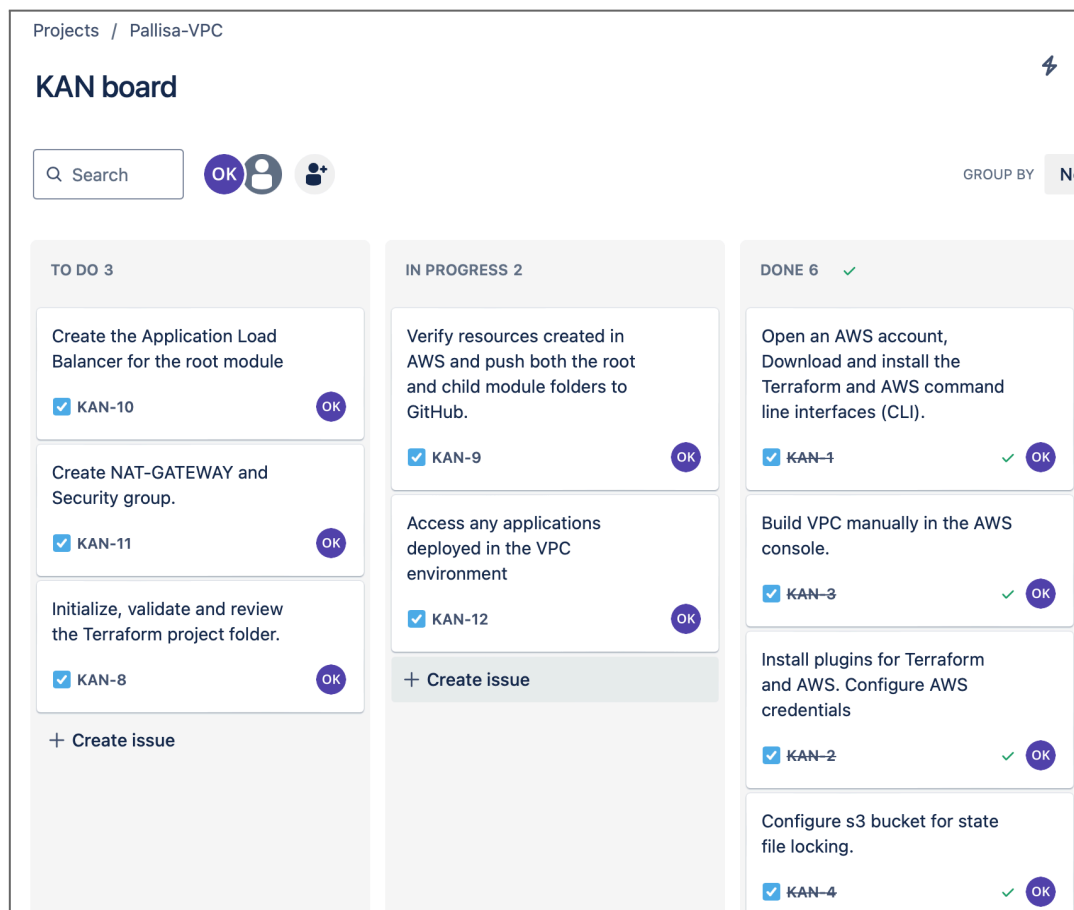 Projects / Pallisa-VPC
KAN board
Search
OK
GROUP BY
TO DO 3
Create the Application Load
Balancer for the root module
KAN-10
OK
Create NAT-GATEWAY and
Security group.
KAN-11
OK
Initialize, validate and review
the Terraform project folder.
KAN-8
OK
+ Create issue
IN PROGRESS 2
Verify resources created in
AWS and push both the root
and child module folders to
GitHub.
KAN-9
OK
Access any applications
deployed in the VPC
environment
KAN-12
OK
+ Create issue
DONE 6
Open an AWS account,
Download and install the
Terraform and AWS command
line interfaces (CLI).
KAN-1
OK
Build VPC manually in the AWS
console.
KAN-3
OK
Install plugins for Terraform
and AWS. Configure AWS
credentials
KAN-2
OK
Configure s3 bucket for state
file locking.
KAN-4
OK